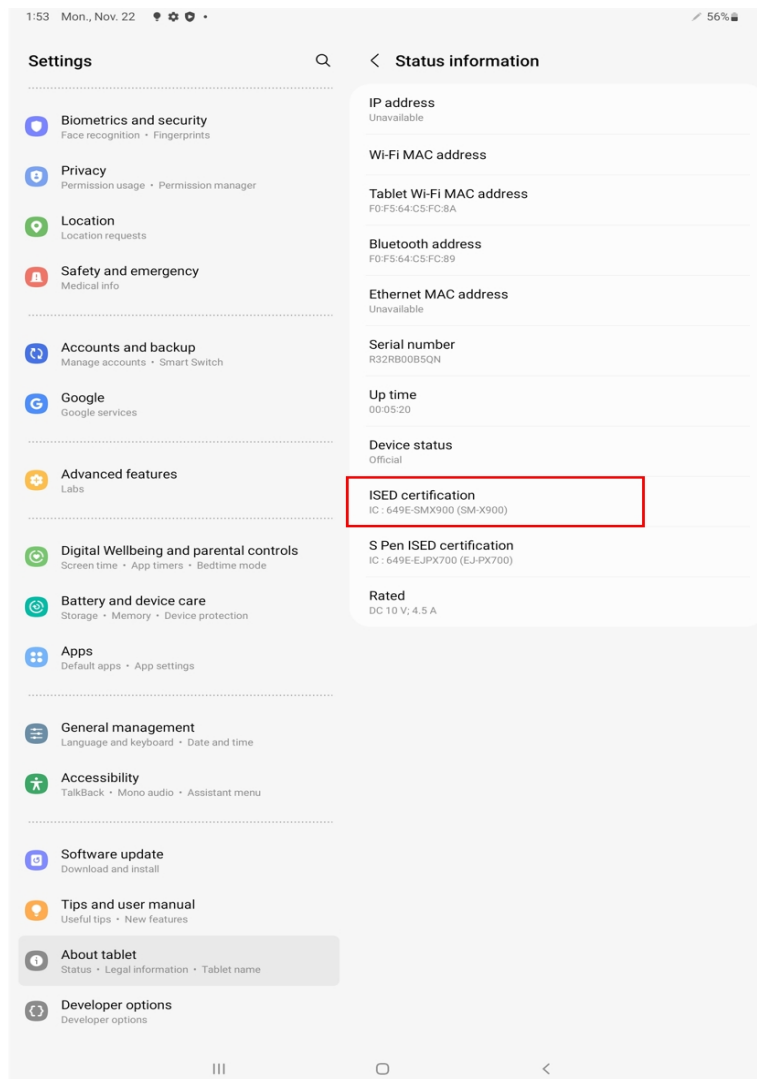 1:53 Mon., Nov. 22 56%
Settings
Biometrics and security
Face recognition • Fingerprints
Privacy
Permission usage • Permission manager
Location
Location requests
Safety and emergency
Medical info
Accounts and backup
Manage accounts • Smart Switch
Google
Google services
Advanced features
Labs
Digital Wellbeing and parental controls
Screen time • App timers • Bedtime mode
Battery and device care
Storage • Memory • Device protection
Apps
Default apps • App settings
General management
Language and keyboard • Date and time
Accessibility
TalkBack • Mono audio • Assistant menu
Software update
Download and install
Tips and user manual
Useful tips • New features
About tablet
Status • Legal information • Tablet name
Developer options
Developer options
Status information
IP address
Unavailable
Wi-Fi MAC address
Tablet Wi-Fi MAC address
F0:F5:64:C5:FC:8A
Bluetooth address
F0:F5:64:C5:FC:89
Ethernet MAC address
Unavailable
Serial number
R32RB00B5QN
Up time
00:05:20
Device status
Official
ISED certification
IC : 649E-SMX900 (SM-X900)
S Pen ISED certification
IC : 649E-EJPX700 (EJ-PX700)
Rated
DC 10 V; 4.5 A